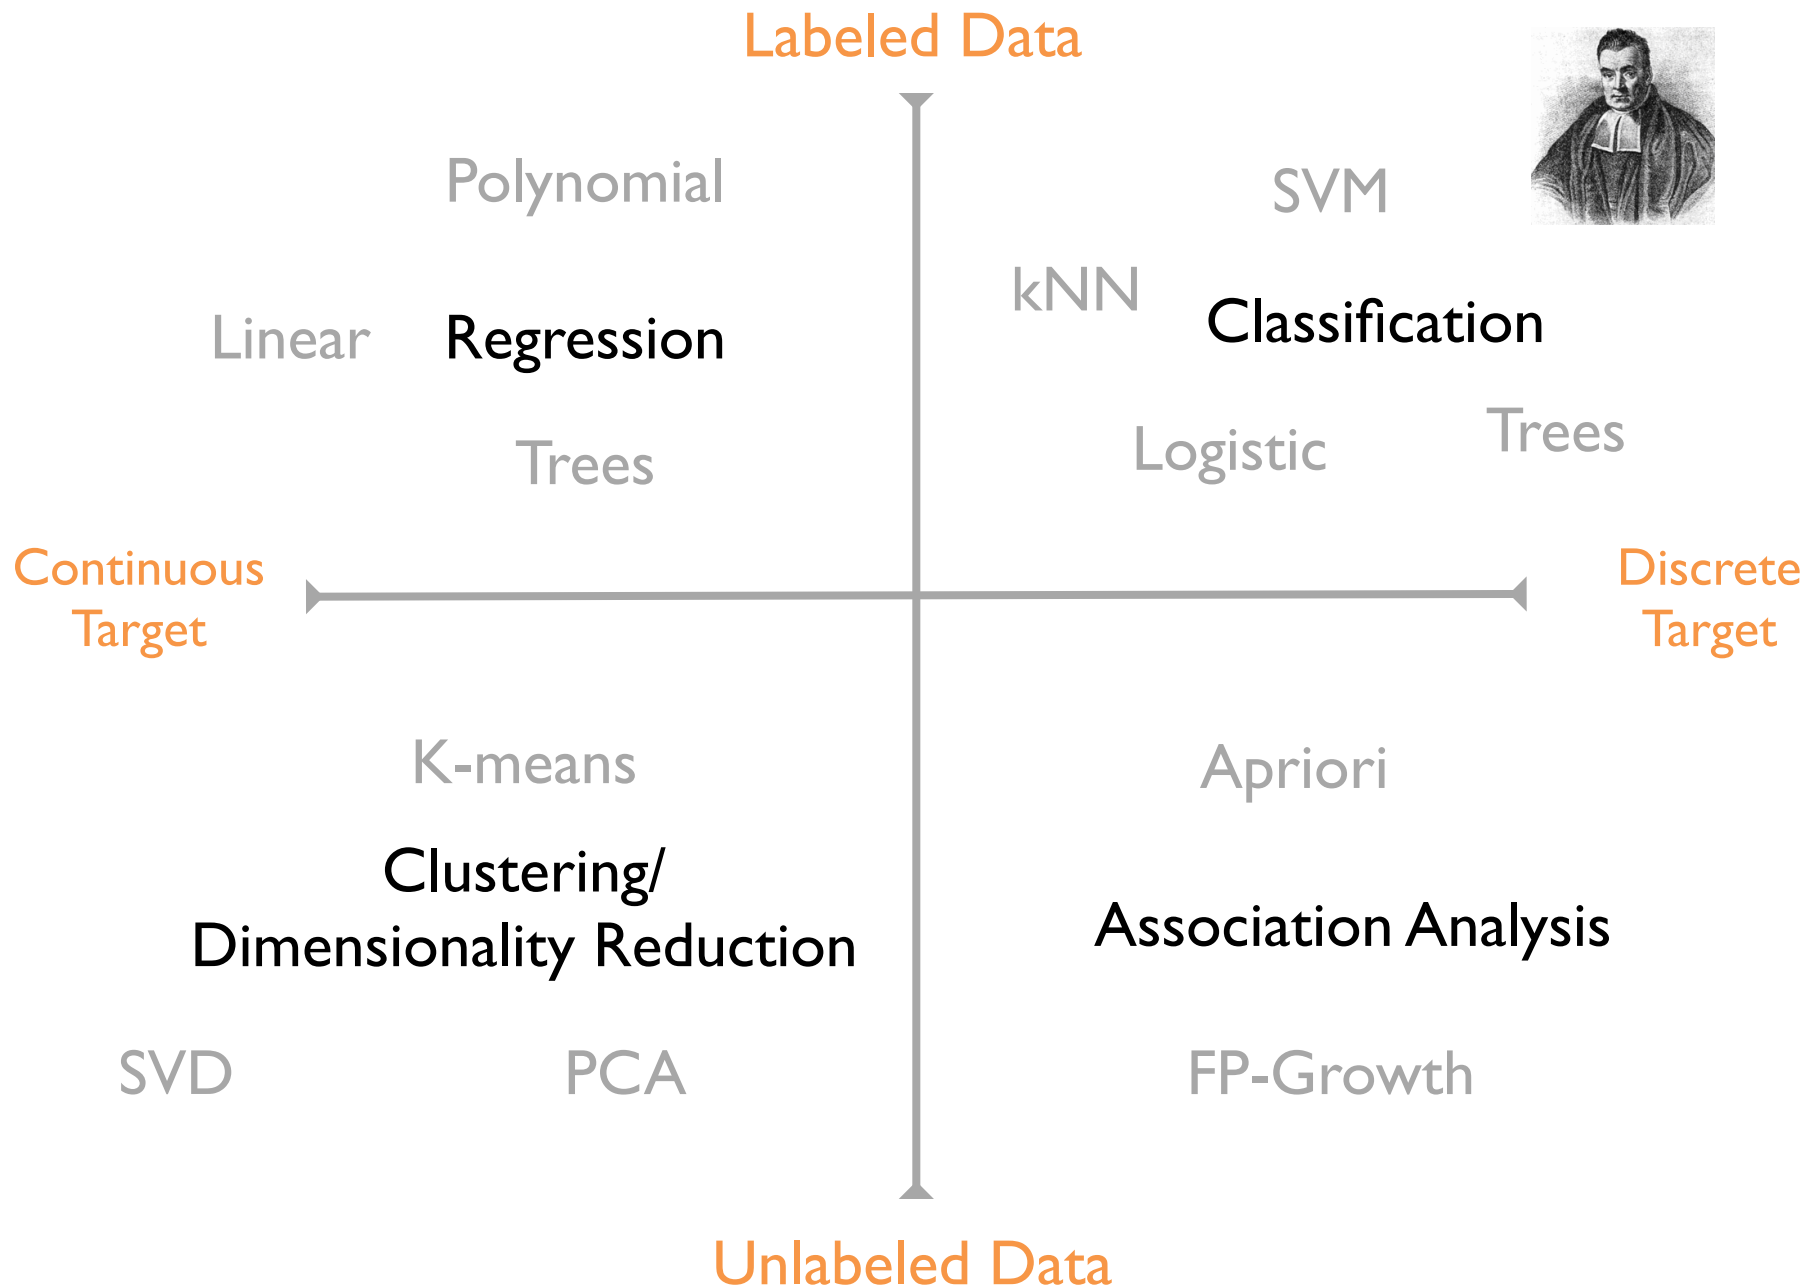 Labeled Data
Polynomial
SVM
kNN
Classification
Linear
Regression
Trees
Logistic
Trees
Continuous
Target
Discrete
Target
K-means
Apriori
Clustering/
Dimensionality Reduction
Association Analysis
SVD
PCA
FP-Growth
Unlabeled Data